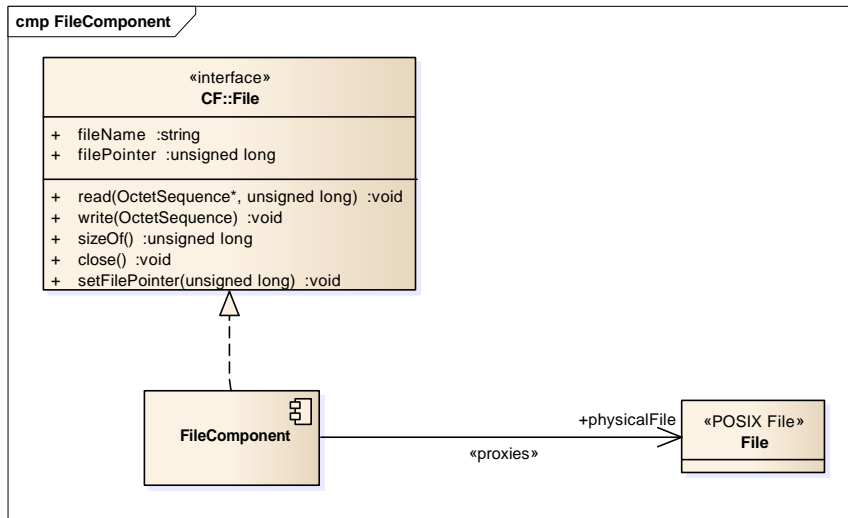 cmp FileComponent
«interface»
CF::File
+ fileName :string
+ filePointer :unsigned long
+ read(OctetSequence*, unsigned long) :void
+ write(OctetSequence) :void
+ sizeOf() :unsigned long
+ close() :void
+ setFilePointer(unsigned long) :void
FileComponent
+physicalFile
«proxies»
«POSIX File»
File